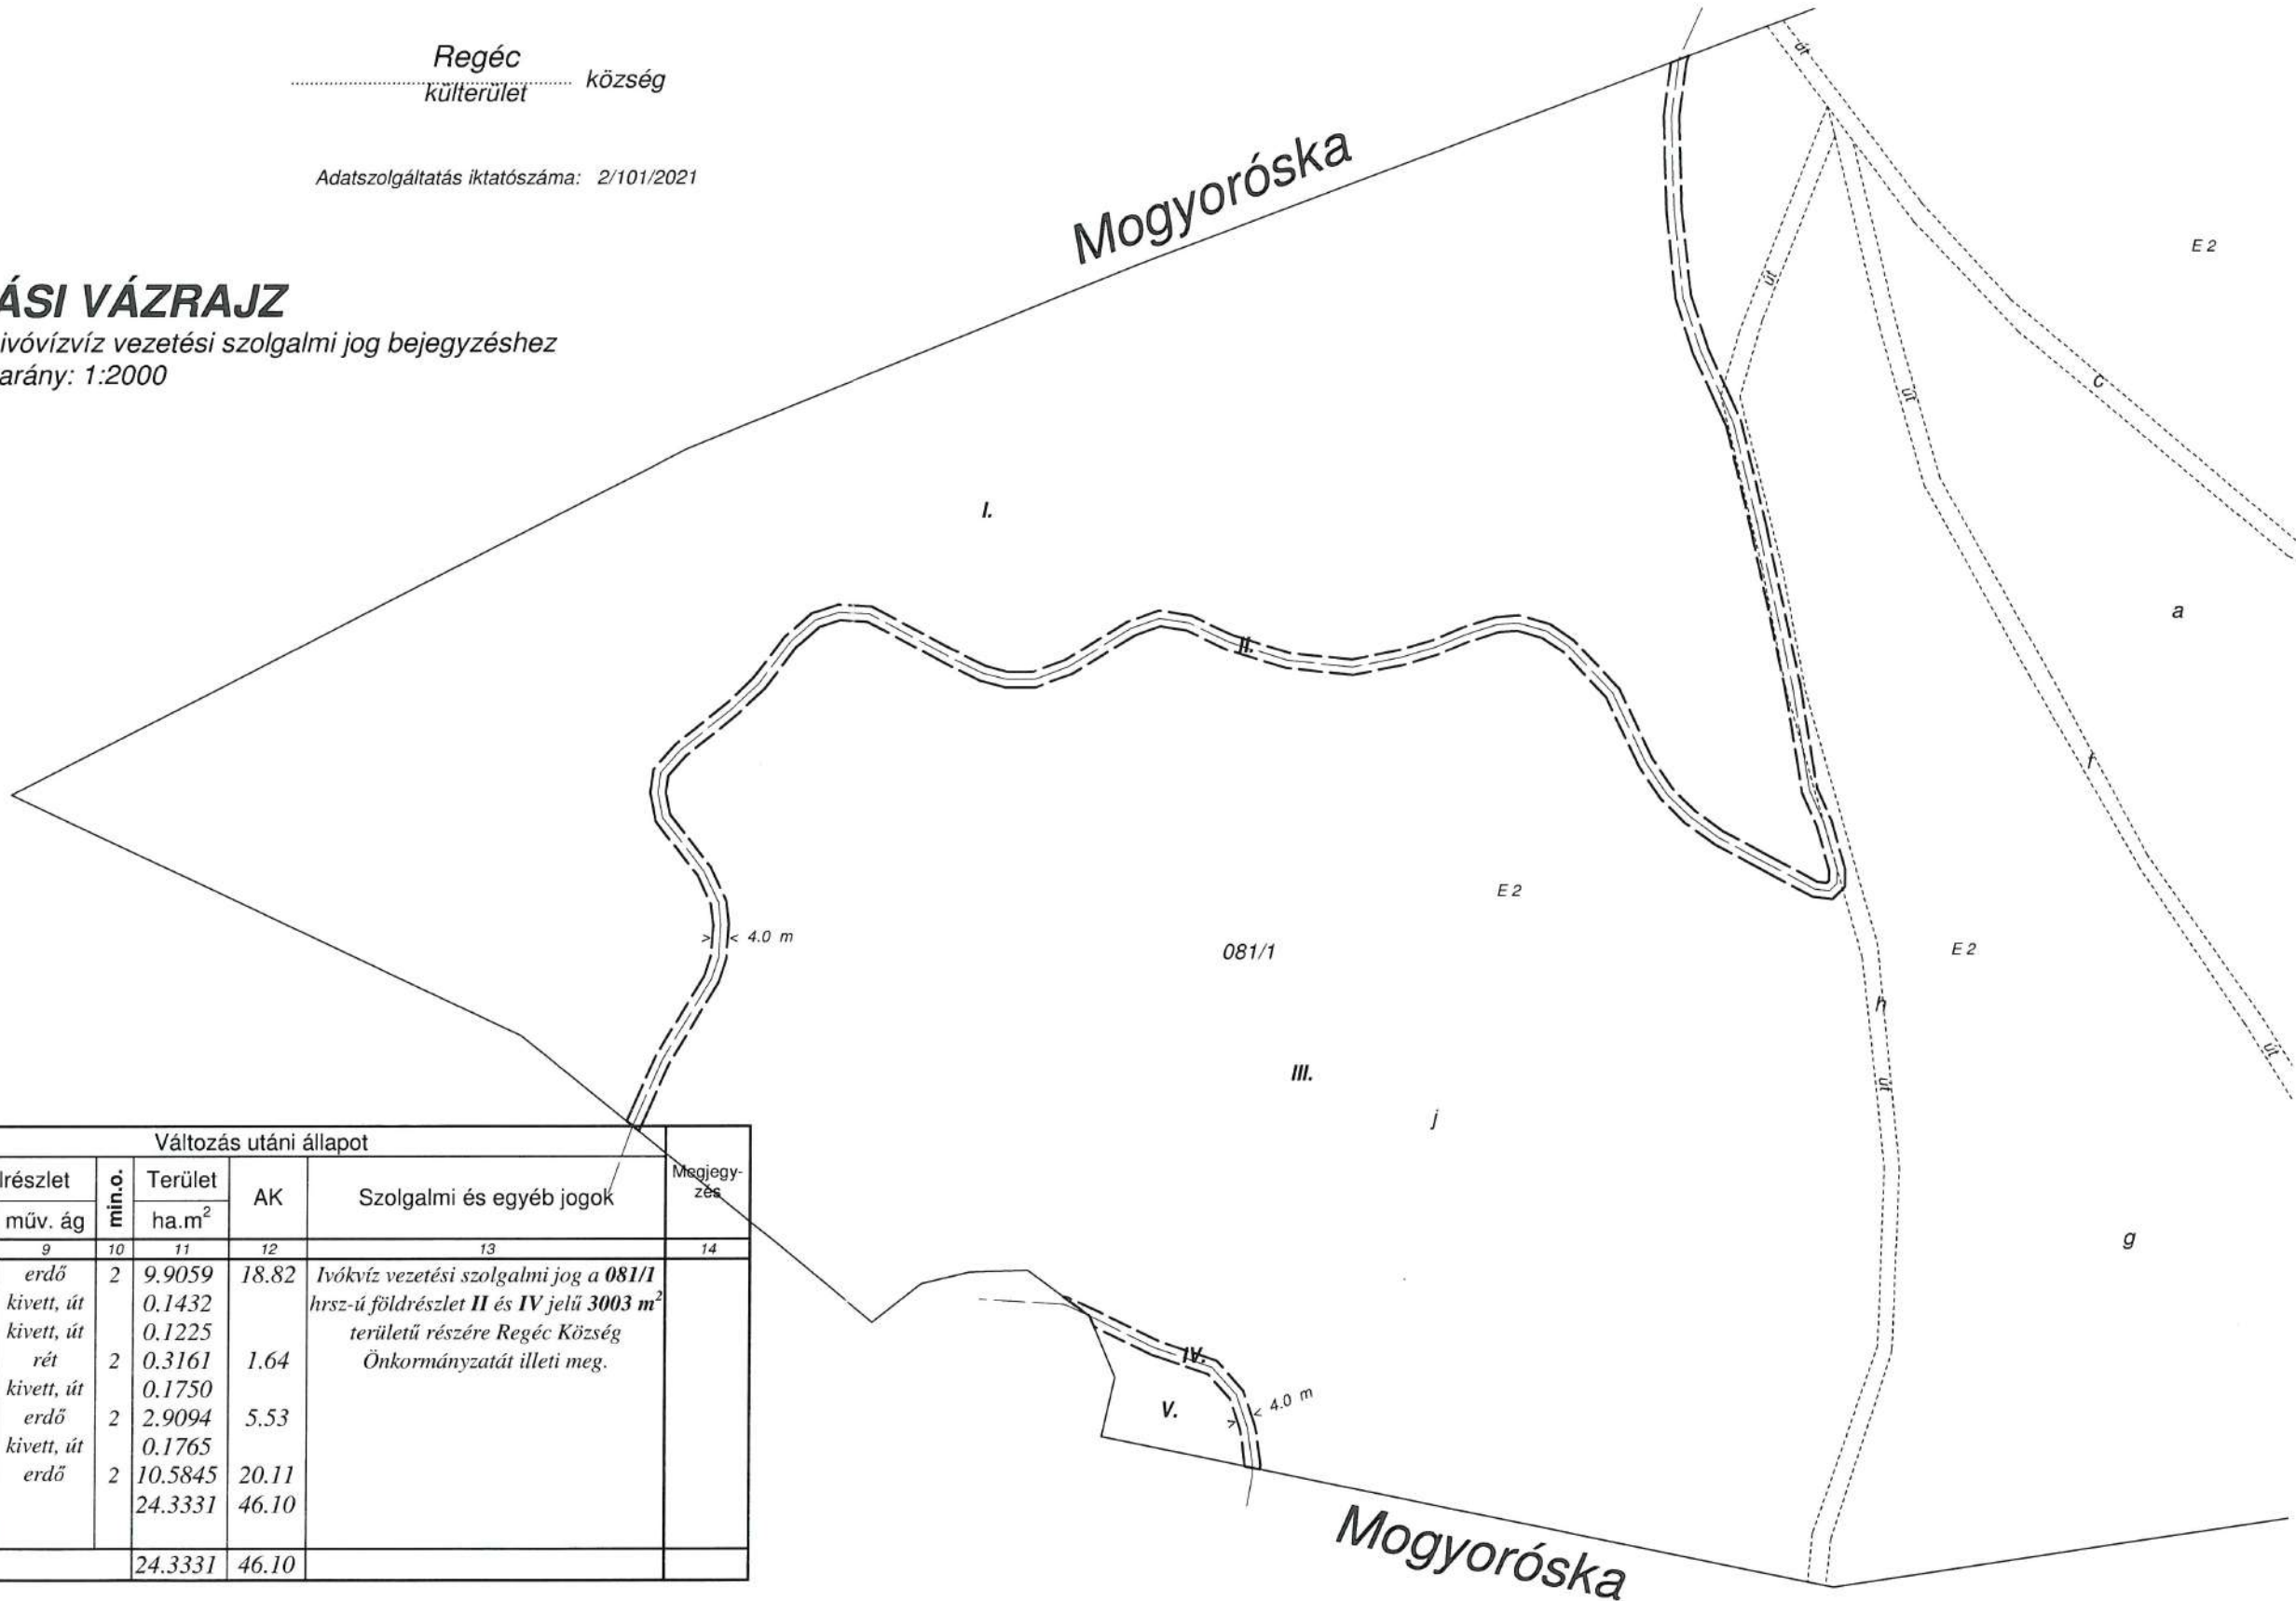 Regéc
község
külterület
Adatszolgáltatás iktatószáma: 2/101/2021
ÁSI VÁZRAJZ
ivóvízvíz vezetési szolgalmi jog bejegyzéshez
arány: 1:2000
Mogyoróska
út
E 2
út
c
út
I.
a
II.
f
E 2
4.0 m
081/1
E 2
h
út
út
III.
j
g
IV.
V.
4.0 m
Mogyoróska
Változás utáni állapot
Megjegy-
zés
lrészlet min.o. Terület AK Szolgalmi és egyéb jogok
műv. ág ha.m²
9 10 11 12 13 14
erdő 2 9.9059 18.82 Ivókvíz vezetési szolgalmi jog a 081/1
kivett, út 0.1432 hrsz-ú földrészlet II és IV jelű 3003 m²
kivett, út 0.1225 területű részére Regéc Község
rét 2 0.3161 1.64 Önkormányzatát illeti meg.
kivett, út 0.1750
erdő 2 2.9094 5.53
kivett, út 0.1765
erdő 2 10.5845 20.11
24.3331 46.10
24.3331 46.10